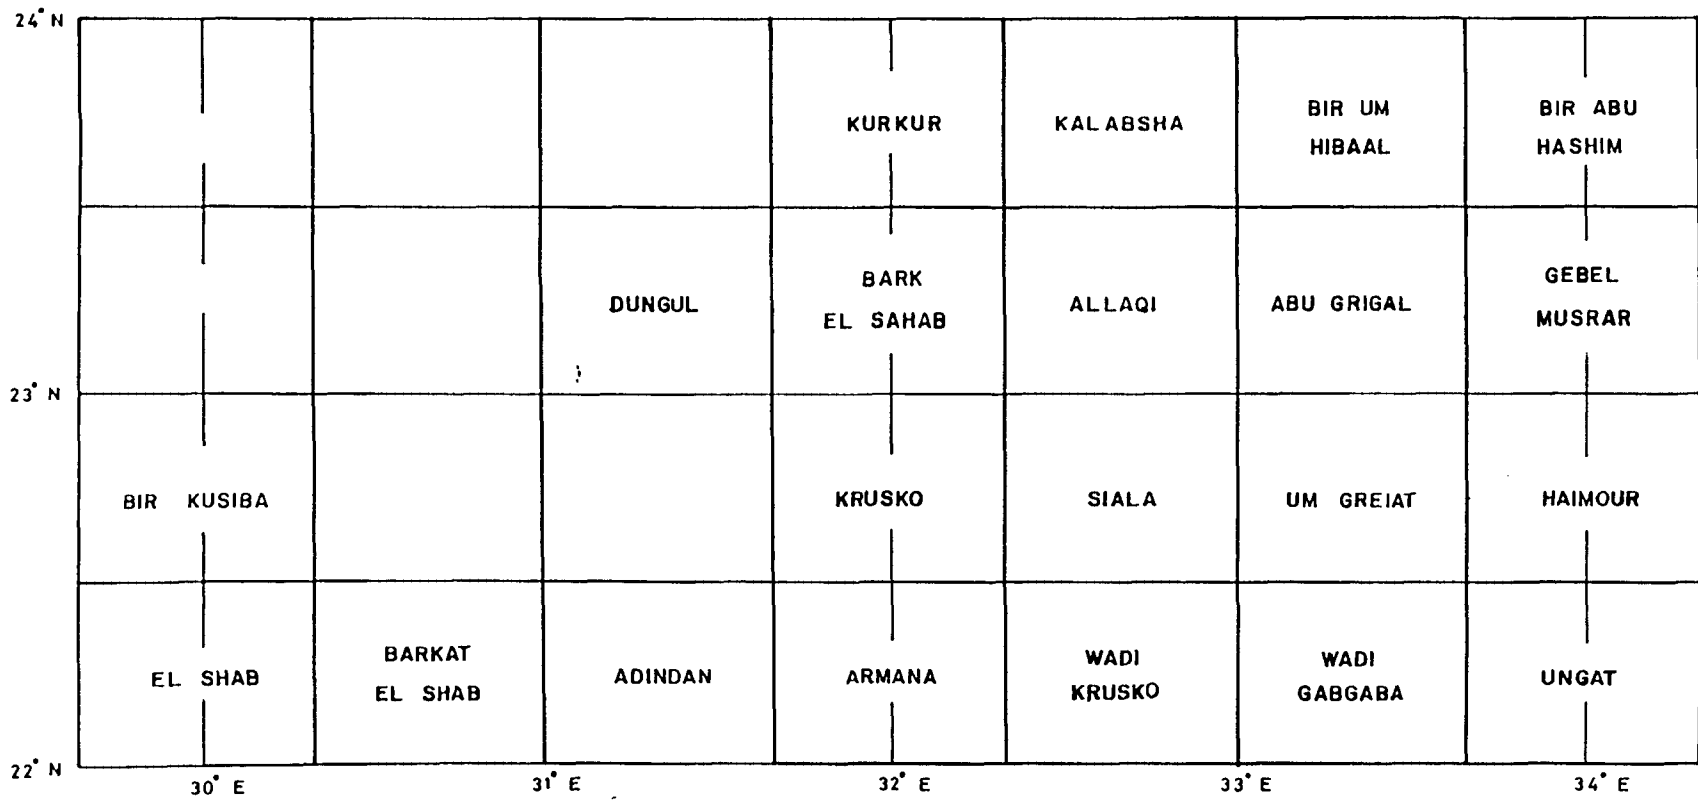 24° N
KURKUR
KALABSHA
BIR UM
HIBAAL
BIR ABU
HASHIM
DUNGUL
BARK
EL SAHAB
ALLAQI
ABU GRIGAL
GEBEL
MUSRAR
23° N
BIR KUSIBA
KRUSKO
SIALA
UM GREIAT
HAIMOUR
EL SHAB
BARKAT
EL SHAB
ADINDAN
ARMANA
WADI
KRUSKO
WADI
GABGABA
UNGAT
22° N
30° E
31° E
32° E
33° E
34° E